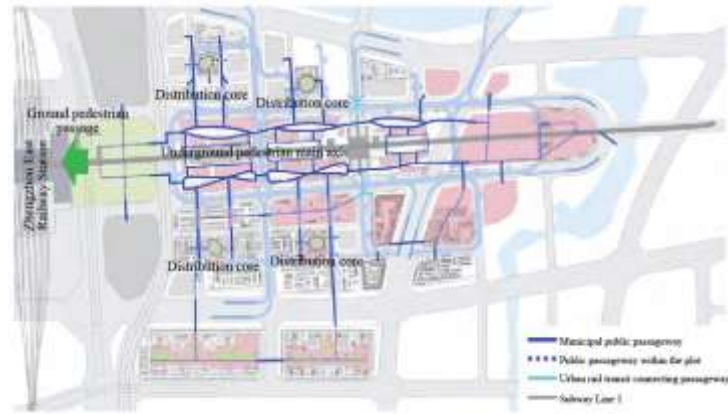 Distribution core
Distribution core
Ground pedestrian
passage
Underground pedestrian main axis
Zhengzhou East
Railway Station
Distribution core
Distribution core
Municipal public passageway
Public passageway within the plot
Urban rail transit connecting passageway
Subway Line 1